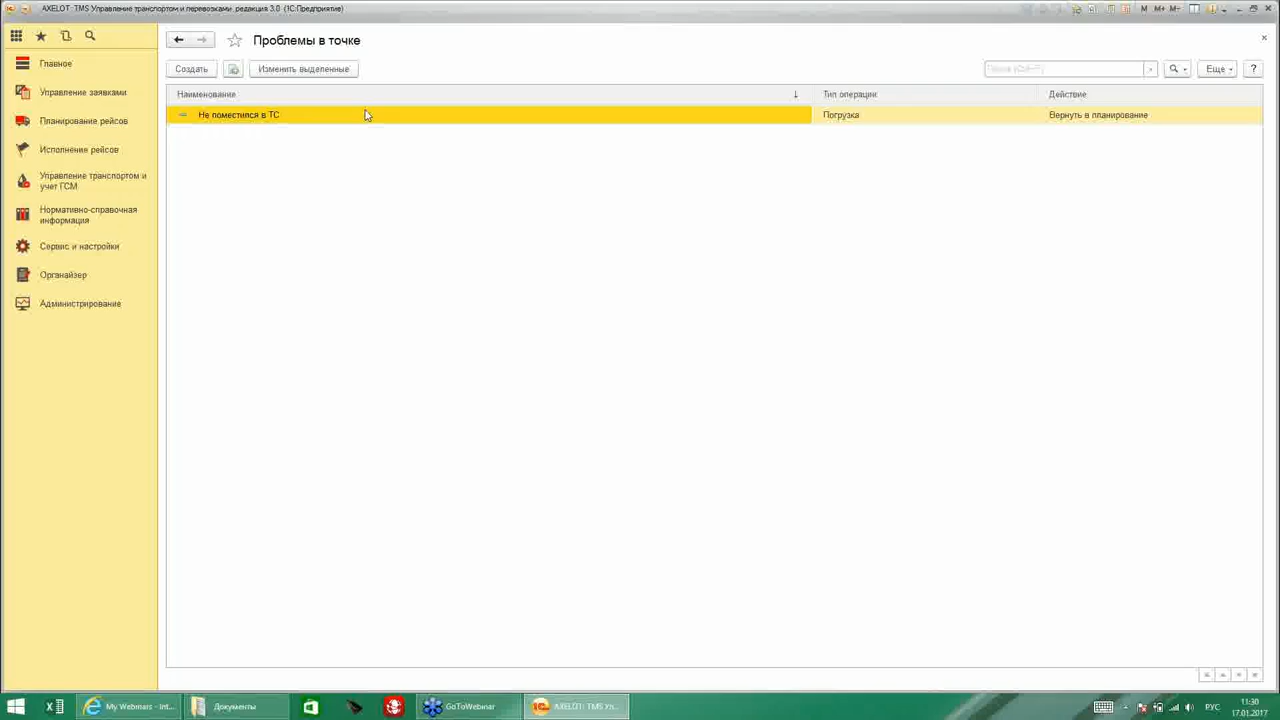 AXELOT: TMS Управление транспортом и перевозками, редакция 3.0 (1С:Предприятие)
M M+ M-
Проблемы в точке
Создать
Изменить выделенные
Поиск (Ctrl+F)
Еще
?
Наименование
Тип операции
Действие
Не поместился в ТС
Погрузка
Вернуть в планирование
Главное
Управление заявками
Планирование рейсов
Исполнения рейсов
Управление транспортом и
учет ГСМ
Нормативно-справочная
информация
Сервис и настройки
Органайзер
Администрирование
My Webinars - Int...
Документы
GoToWebinar
AXELOT: TMS Уп...
РУС
11:30
17.01.2017